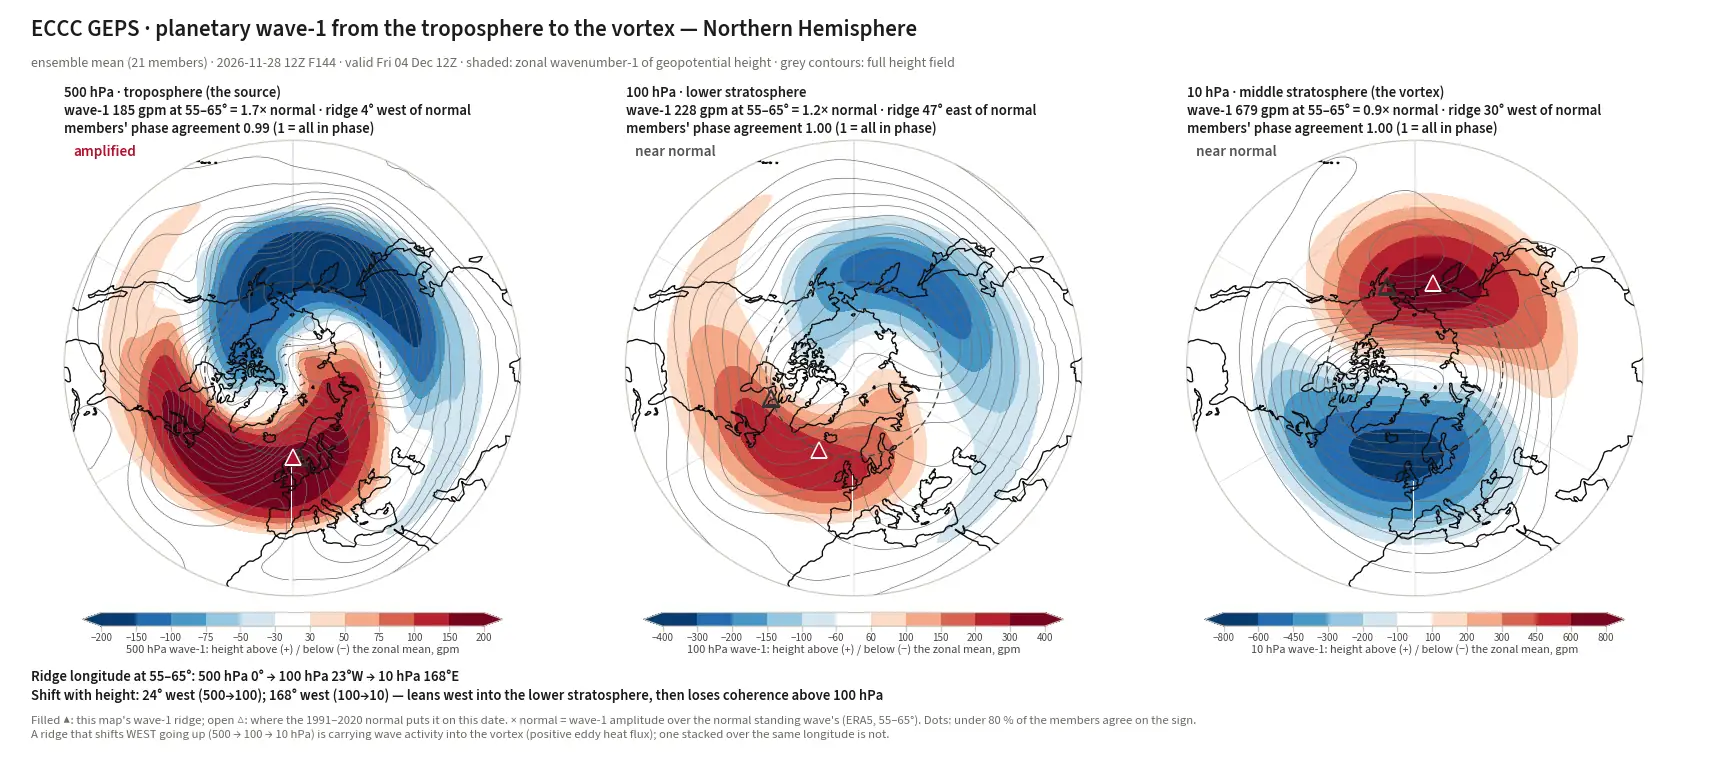 ECCC GEPS · planetary wave-1 from the troposphere to the vortex — Northern Hemisphere
ensemble mean (21 members) · 2026-11-28 12Z F144 · valid Fri 04 Dec 12Z · shaded: zonal wavenumber-1 of geopotential height · grey contours: full height field
500 hPa · troposphere (the source)
wave-1 185 gpm at 55–65° = 1.7× normal · ridge 4° west of normal
members' phase agreement 0.99 (1 = all in phase)
amplified
100 hPa · lower stratosphere
wave-1 228 gpm at 55–65° = 1.2× normal · ridge 47° east of normal
members' phase agreement 1.00 (1 = all in phase)
near normal
10 hPa · middle stratosphere (the vortex)
wave-1 679 gpm at 55–65° = 0.9× normal · ridge 30° west of normal
members' phase agreement 1.00 (1 = all in phase)
near normal
−200 −150 −100 −75 −50 −30 30 50 75 100 150 200
500 hPa wave-1: height above (+) / below (−) the zonal mean, gpm
−400 −300 −200 −150 −100 −60 60 100 150 200 300 400
100 hPa wave-1: height above (+) / below (−) the zonal mean, gpm
−800 −600 −450 −300 −200 −100 100 200 300 450 600 800
10 hPa wave-1: height above (+) / below (−) the zonal mean, gpm
Ridge longitude at 55–65°: 500 hPa 0° → 100 hPa 23°W → 10 hPa 168°E
Shift with height: 24° west (500→100); 168° west (100→10) — leans west into the lower stratosphere, then loses coherence above 100 hPa
Filled ▲: this map's wave-1 ridge; open △: where the 1991–2020 normal puts it on this date. × normal = wave-1 amplitude over the normal standing wave's (ERA5, 55–65°). Dots: under 80 % of the members agree on the sign.
A ridge that shifts WEST going up (500 → 100 → 10 hPa) is carrying wave activity into the vortex (positive eddy heat flux); one stacked over the same longitude is not.